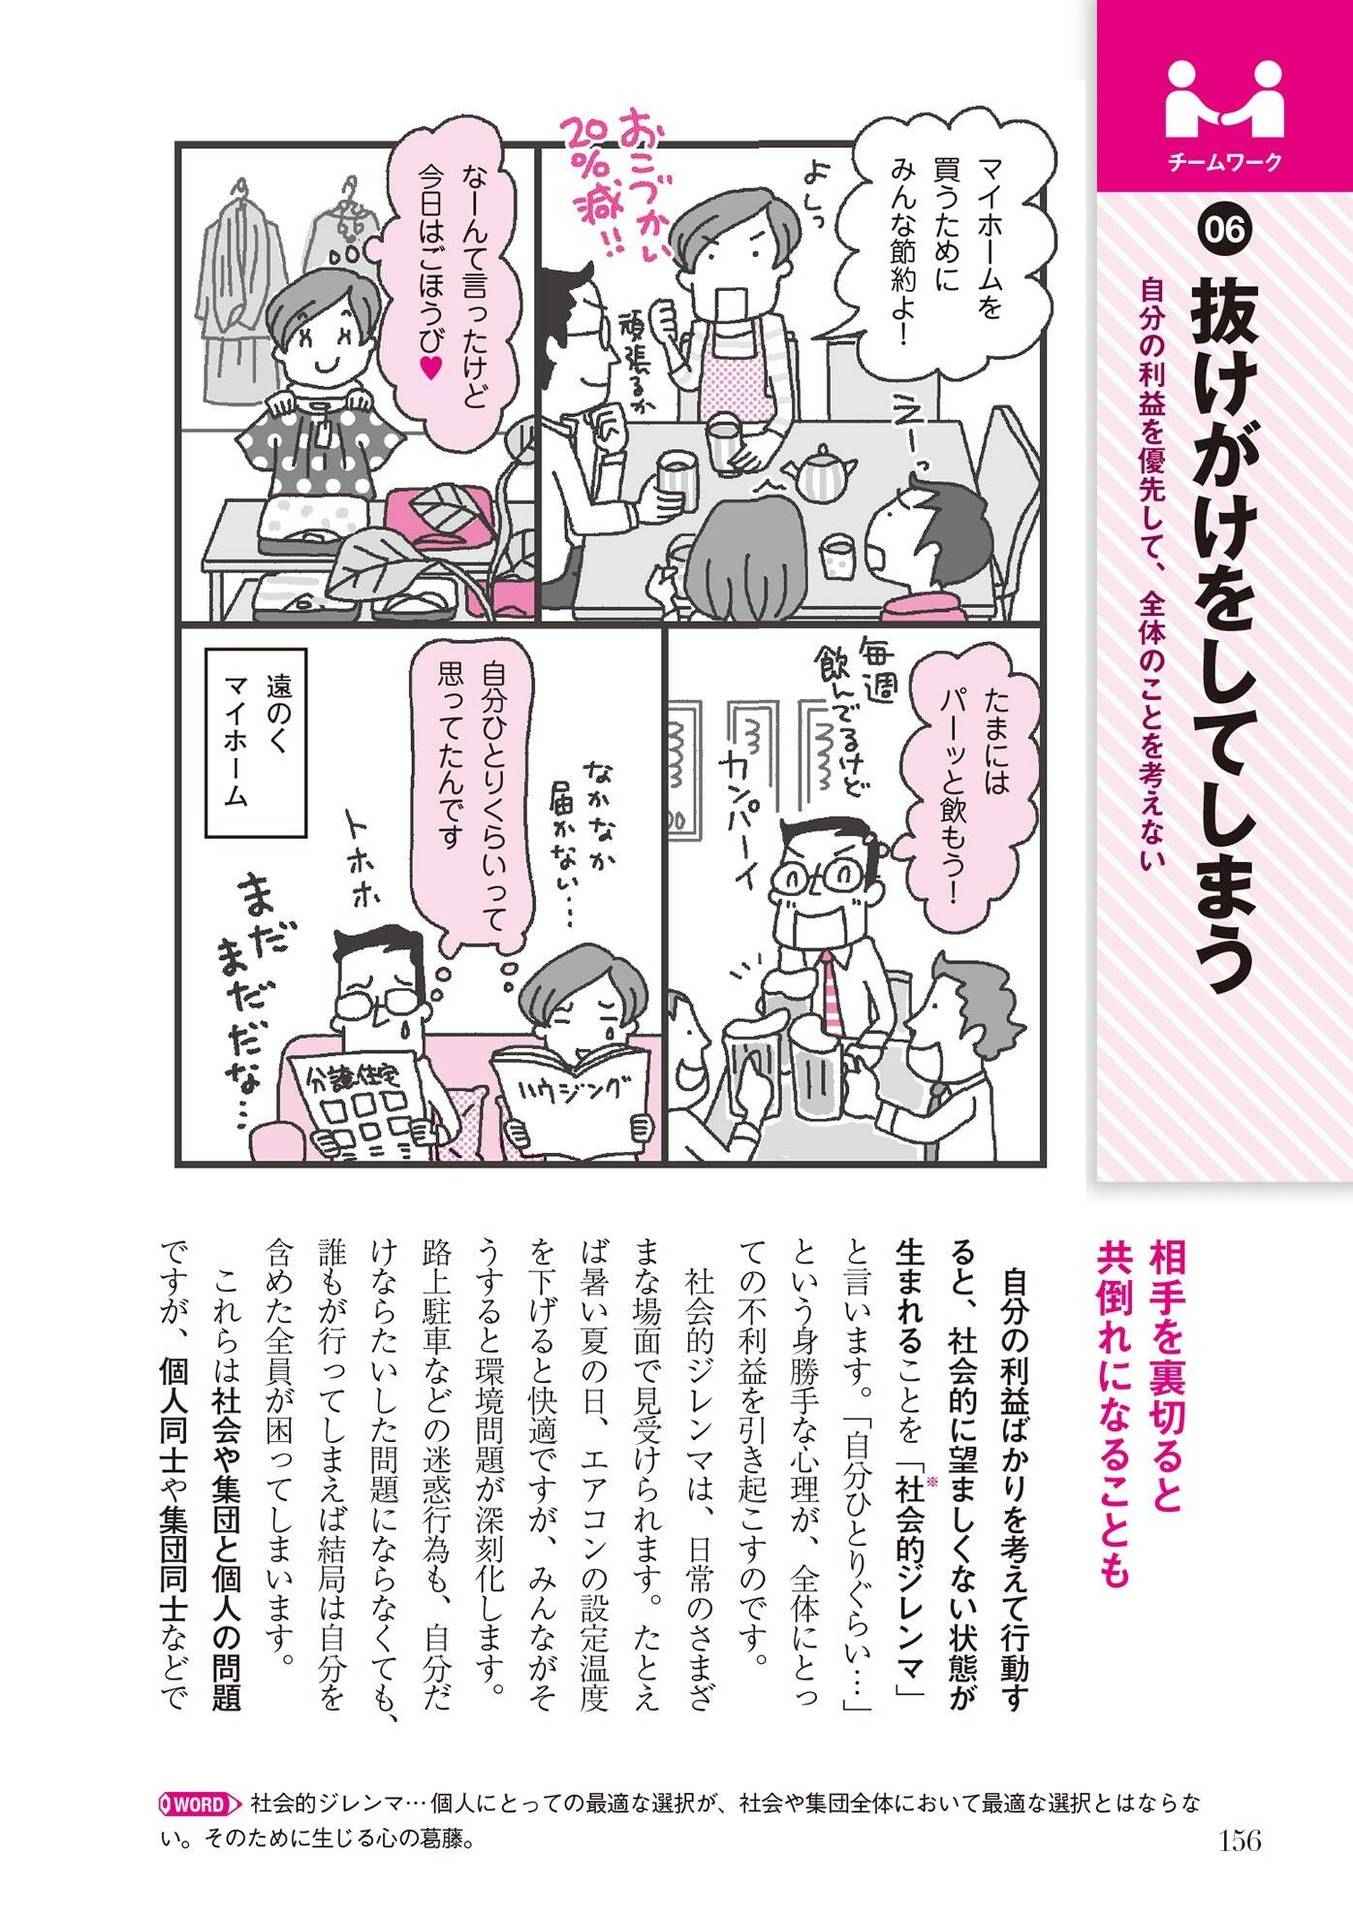 チームワーク
06
抜けがけをしてしまう
自分の利益を優先して、全体のことを考えない
マイホームを
買うために
みんな節約よ！
よしっ
おこづかい
20%減!!
頑張るか
えーっ
なーんて言ったけど
今日はごほうび♥
たまには
パーッと飲もう！
毎週
飲んでるけど
カンパーイ
自分ひとりくらいって
思ってたんです
なかなか
届かない…
ハウジング
トホホ
分譲住宅
遠のく
マイホーム
まだ
まだだな…
相手を裏切ると
共倒れになることも
自分の利益ばかりを考えて行動す
ると、社会的に望ましくない状態が
生まれることを「社会的ジレンマ」※
と言います。「自分ひとりぐらい…」
という身勝手な心理が、全体にとっ
ての不利益を引き起こすのです。
社会的ジレンマは、日常のさまざ
まな場面で見受けられます。たとえ
ば暑い夏の日、エアコンの設定温度
を下げると快適ですが、みんながそ
うすると環境問題が深刻化します。
路上駐車などの迷惑行為も、自分だ
けならたいした問題にならなくても、
誰もが行ってしまえば結局は自分を
含めた全員が困ってしまいます。
これらは社会や集団と個人の問題
ですが、個人同士や集団同士などで
WORD 社会的ジレンマ…個人にとっての最適な選択が、社会や集団全体において最適な選択とはならな
い。そのために生じる心の葛藤。
156